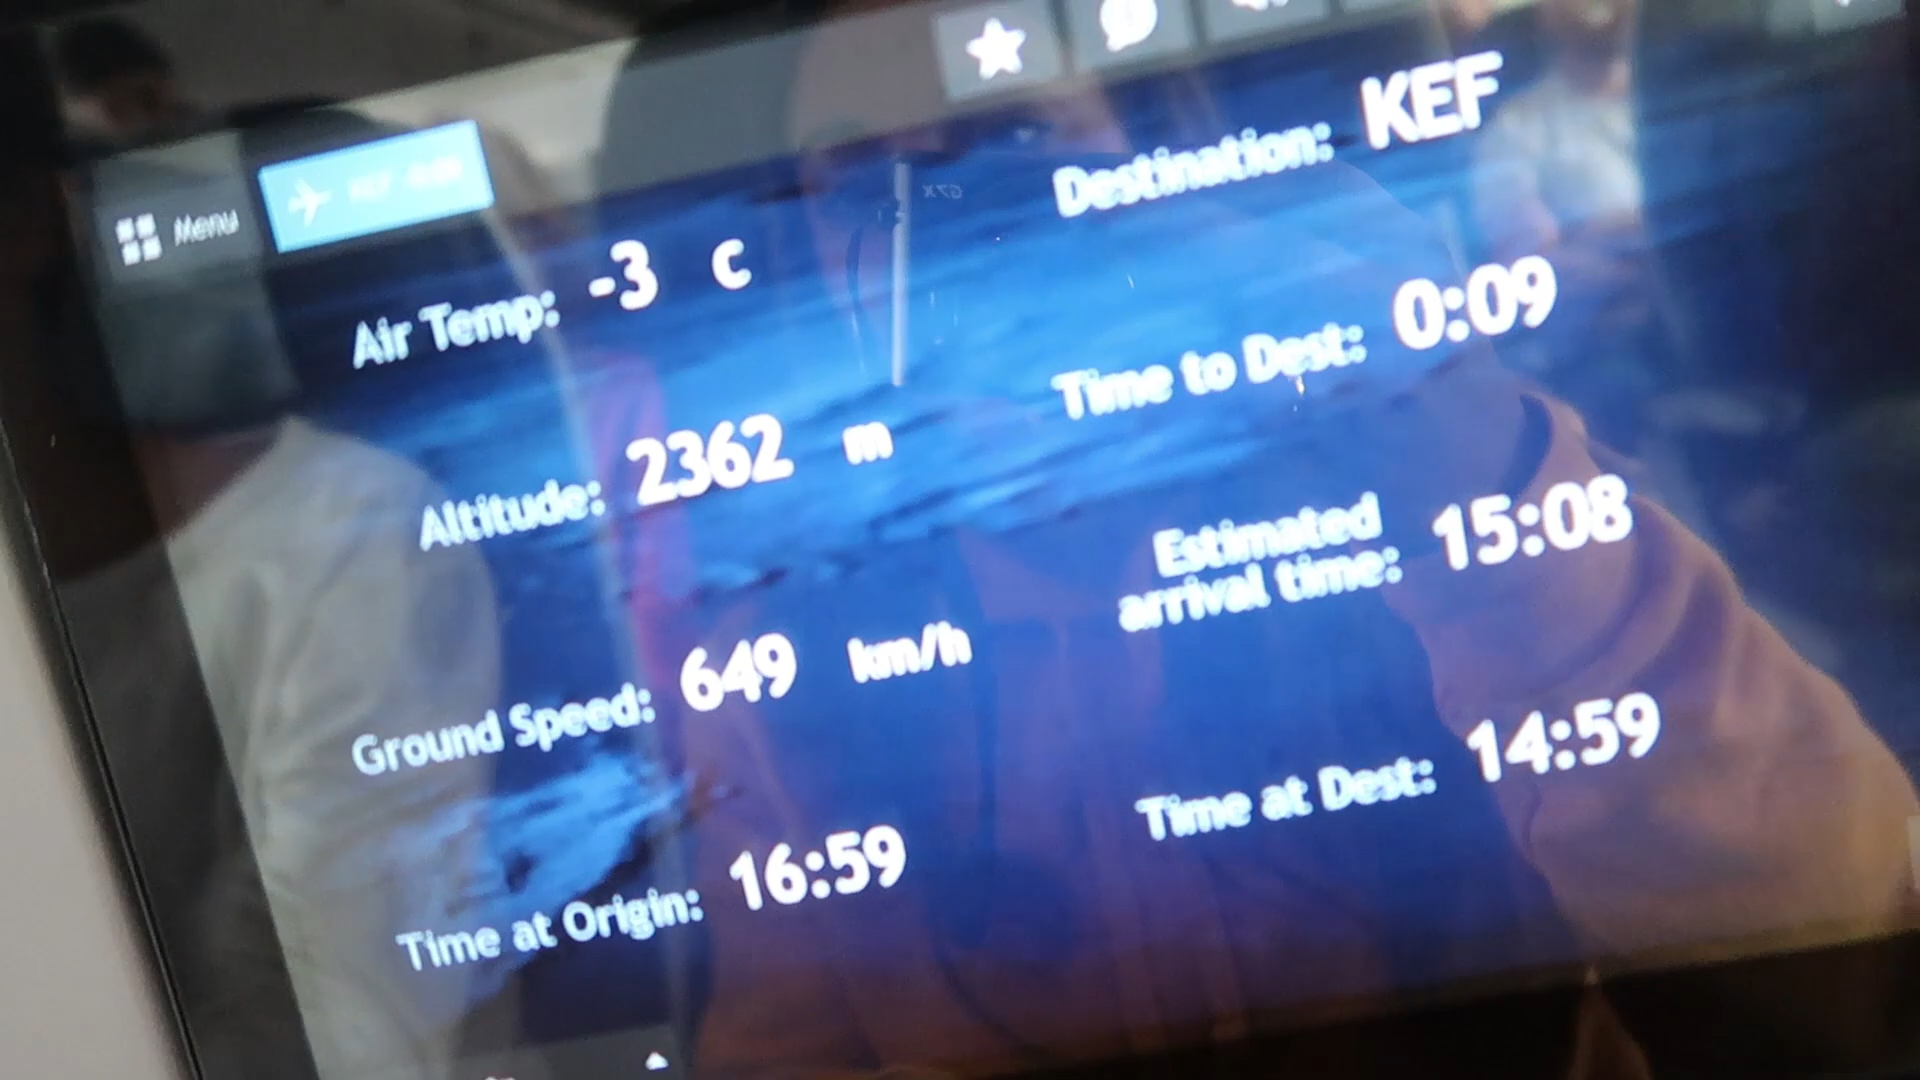 Menu
Air Temp: -3 C
Altitude: 2362 m
Ground Speed: 649 km/h
Time at Origin: 16:59
Destination: KEF
Time to Dest: 0:09
Estimated
arrival time: 15:08
Time at Dest: 14:59